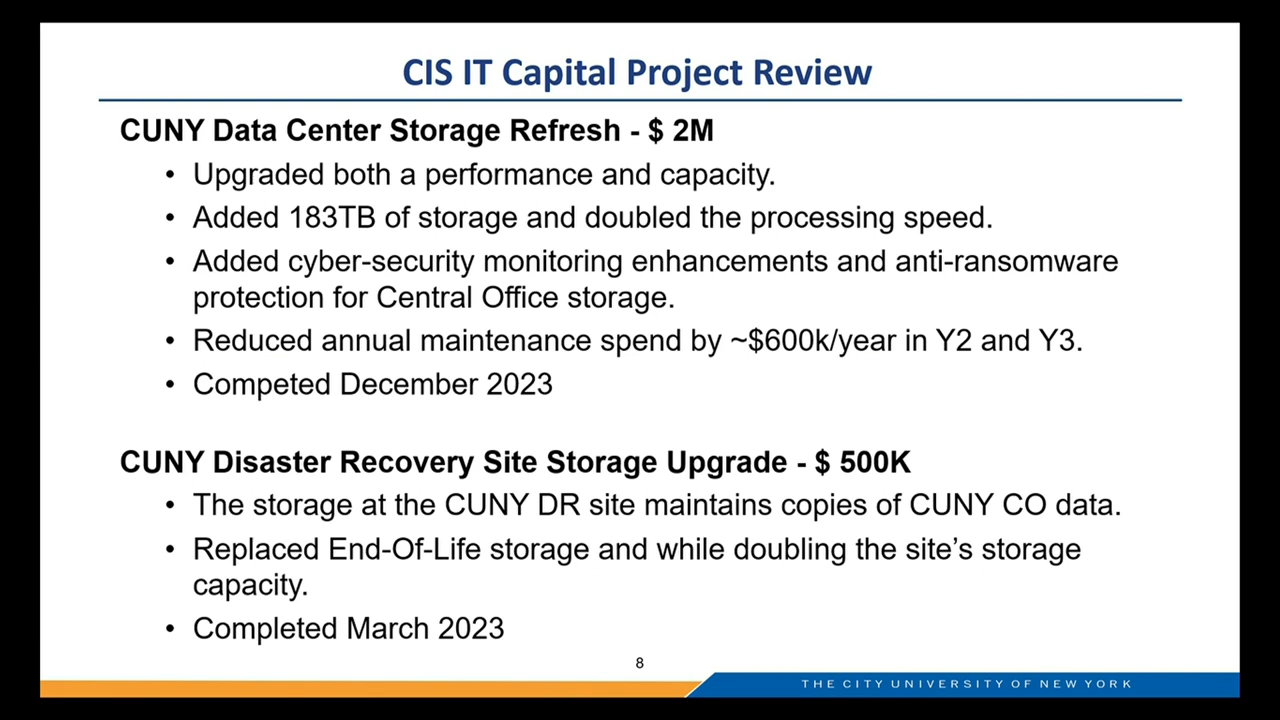 CIS IT Capital Project Review
CUNY Data Center Storage Refresh - $ 2M
• Upgraded both a performance and capacity.
• Added 183TB of storage and doubled the processing speed.
• Added cyber-security monitoring enhancements and anti-ransomware
protection for Central Office storage.
• Reduced annual maintenance spend by ~$600k/year in Y2 and Y3.
• Competed December 2023
CUNY Disaster Recovery Site Storage Upgrade - $ 500K
• The storage at the CUNY DR site maintains copies of CUNY CO data.
• Replaced End-Of-Life storage and while doubling the site’s storage
capacity.
• Completed March 2023
8
THE CITY UNIVERSITY OF NEW YORK